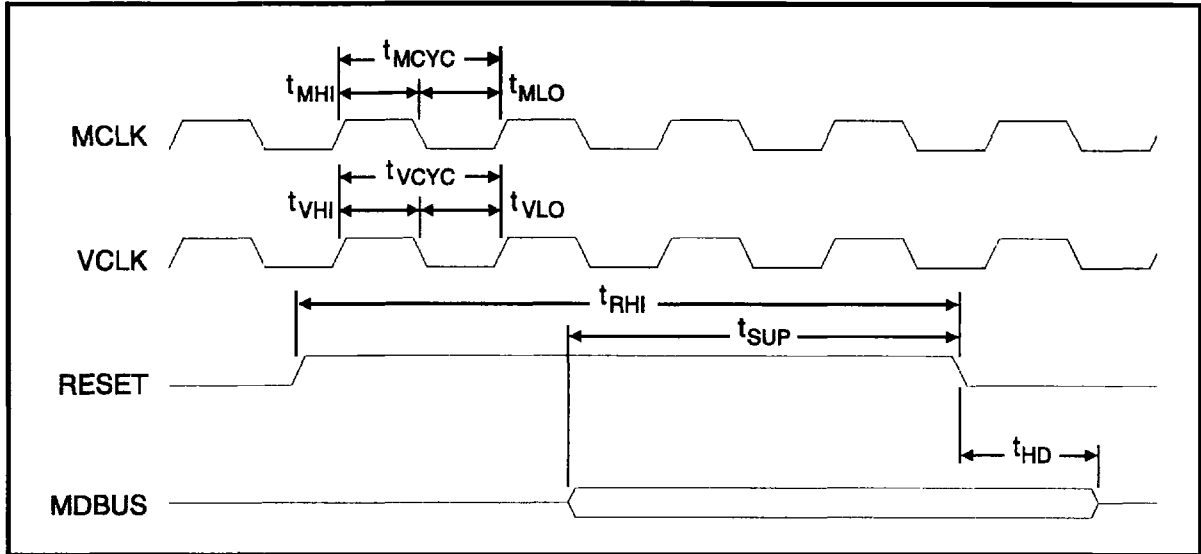 tMCYC
tMHI tMLO
MCLK
tVCYC
tVHI tVLO
VCLK
tRHI
tSUP
RESET
tHD
MDBUS